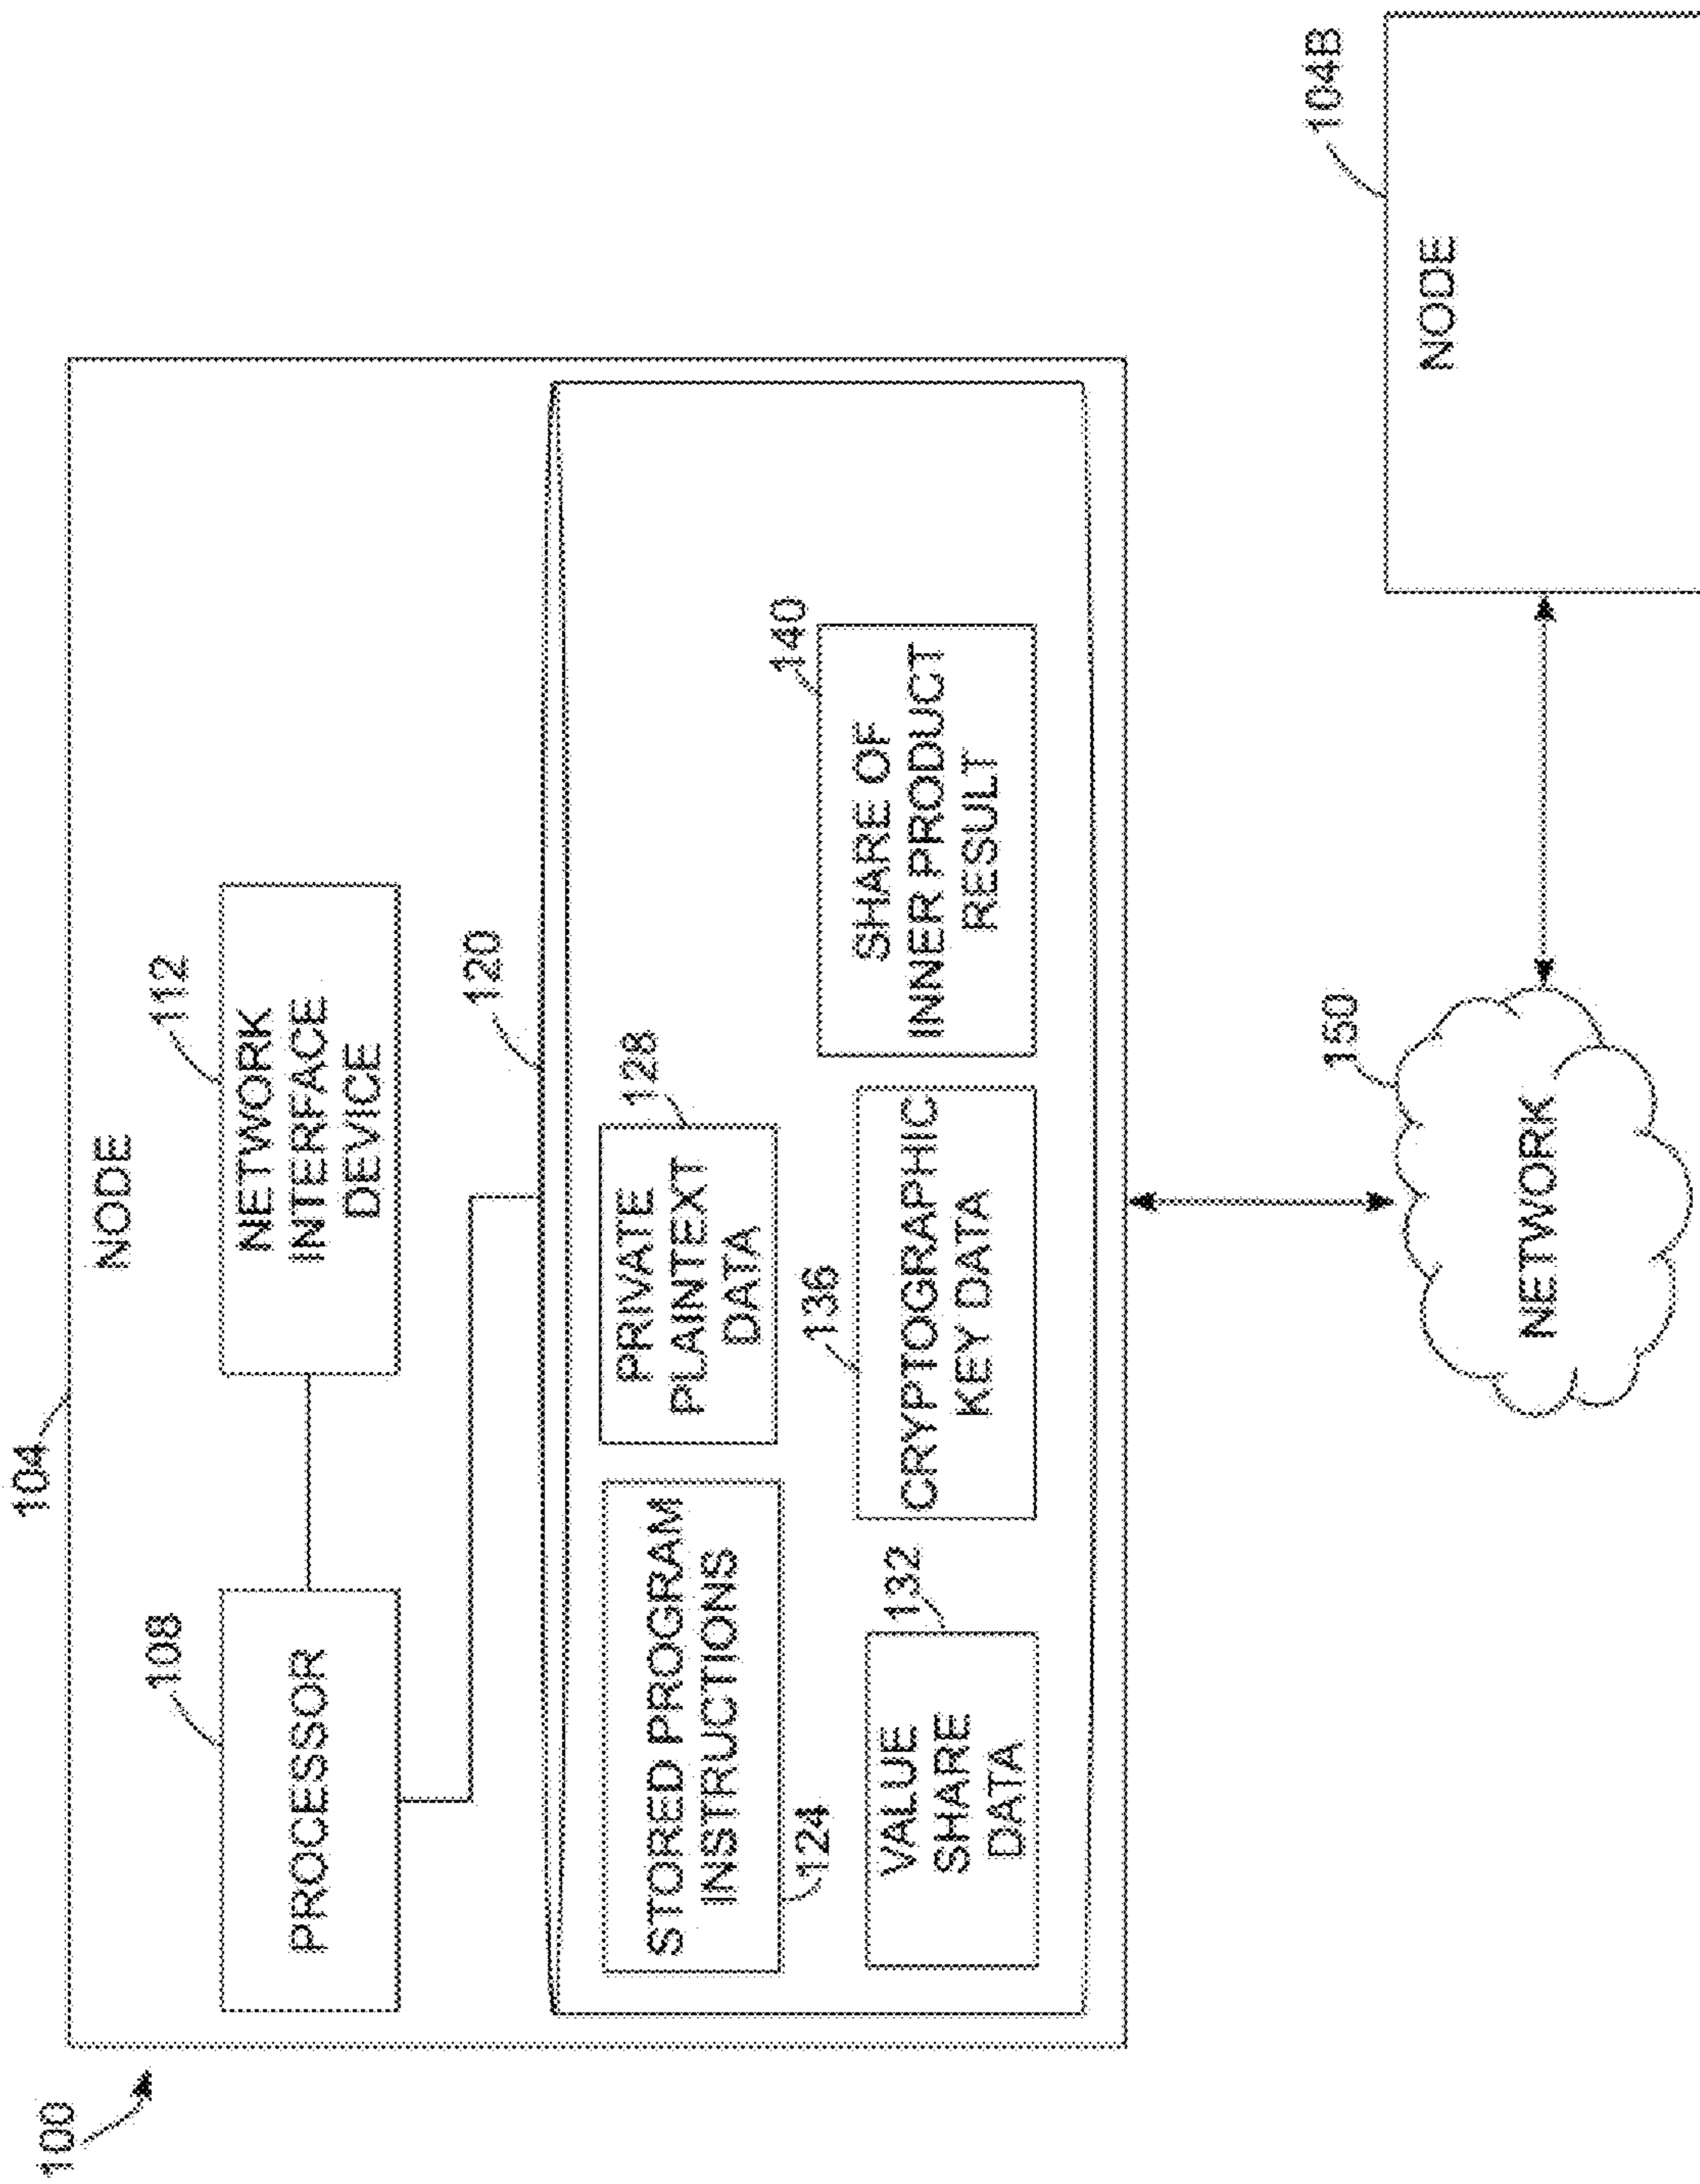 100
104
NODE
108
PROCESSOR
112
NETWORK
INTERFACE
DEVICE
120
STORED PROGRAM
INSTRUCTIONS
124
128
PRIVATE
PLAINTEXT
DATA
132
VALUE
SHARE
DATA
136
CRYPTOGRAPHIC
KEY DATA
140
SHARE OF
INNER PRODUCT
RESULT
150
NETWORK
104B
NODE